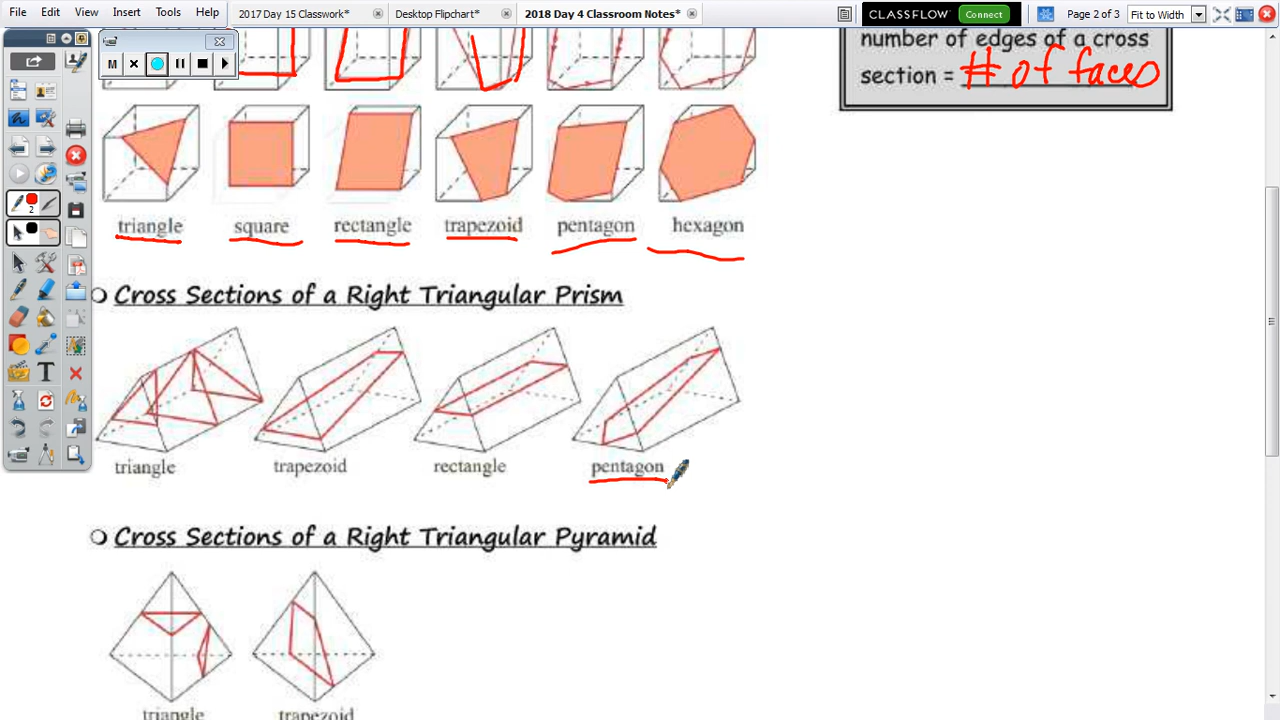 File Edit View Insert Tools Help
2017 Day 15 Classwork* Desktop Flipchart* 2018 Day 4 Classroom Notes*
CLASSFLOW Connect
Page 2 of 3 Fit to Width
M
2
number of edges of a cross
section = # of faces
triangle square rectangle trapezoid pentagon hexagon
Cross Sections of a Right Triangular Prism
triangle trapezoid rectangle pentagon
Cross Sections of a Right Triangular Pyramid
triangle trapezoid